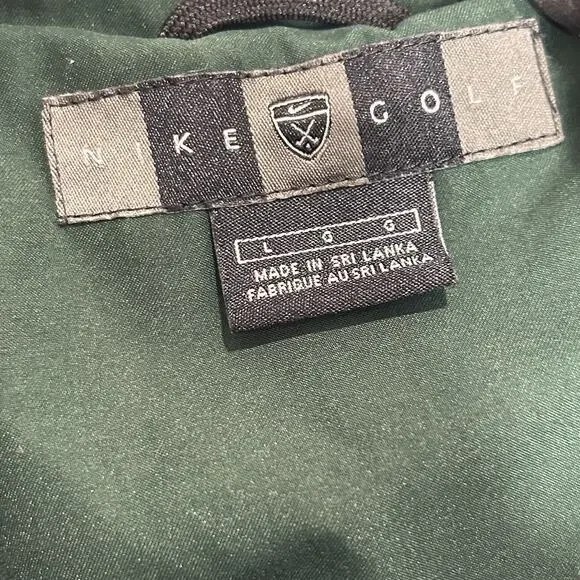 NIKE GOLF
L G G
MADE IN SRI LANKA
FABRIQUE AU SRI LANKA